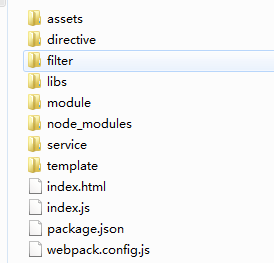 assets
directive
filter
libs
module
node_modules
service
template
index.html
index.js
package.json
webpack.config.js